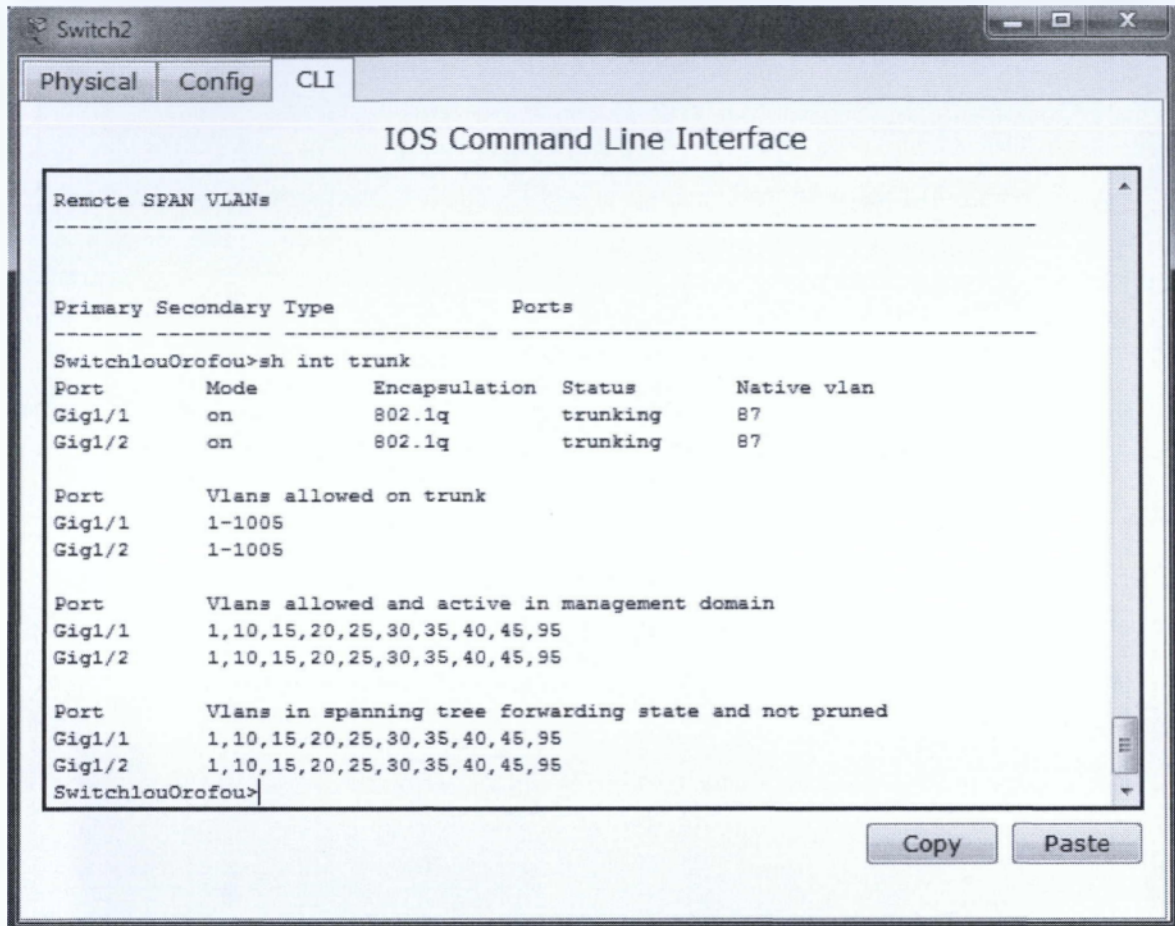 Switch2
Physical Config CLI
IOS Command Line Interface
Remote SPAN VLANs
------------------------------------------------------------------------------
Primary Secondary Type Ports
------- --------- ----------------- ------------------------------------------
SwitchlouOrofou>sh int trunk
Port Mode Encapsulation Status Native vlan
Gig1/1 on 802.1q trunking 87
Gig1/2 on 802.1q trunking 87
Port Vlans allowed on trunk
Gig1/1 1-1005
Gig1/2 1-1005
Port Vlans allowed and active in management domain
Gig1/1 1,10,15,20,25,30,35,40,45,95
Gig1/2 1,10,15,20,25,30,35,40,45,95
Port Vlans in spanning tree forwarding state and not pruned
Gig1/1 1,10,15,20,25,30,35,40,45,95
Gig1/2 1,10,15,20,25,30,35,40,45,95
SwitchlouOrofou>
Copy Paste